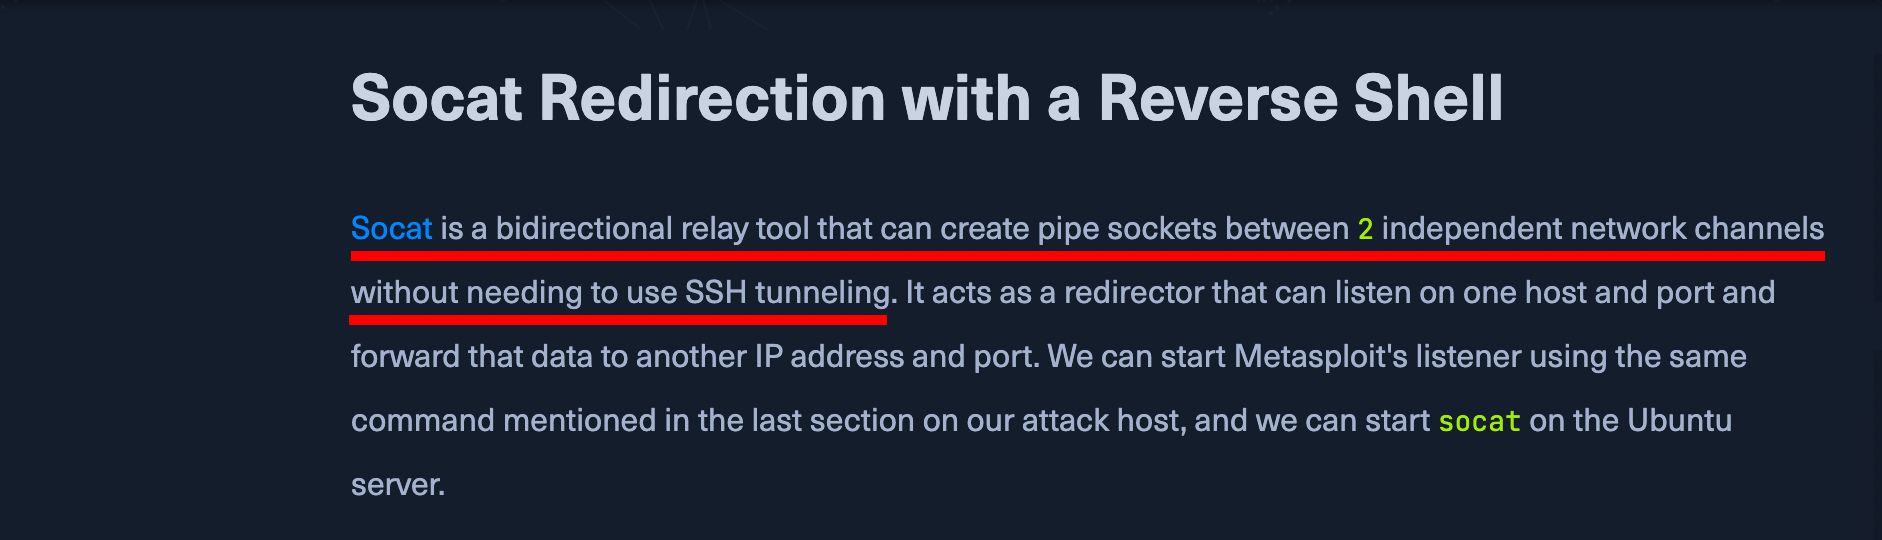 Socat Redirection with a Reverse Shell
Socat is a bidirectional relay tool that can create pipe sockets between 2 independent network channels
without needing to use SSH tunneling. It acts as a redirector that can listen on one host and port and
forward that data to another IP address and port. We can start Metasploit's listener using the same
command mentioned in the last section on our attack host, and we can start socat on the Ubuntu
server.